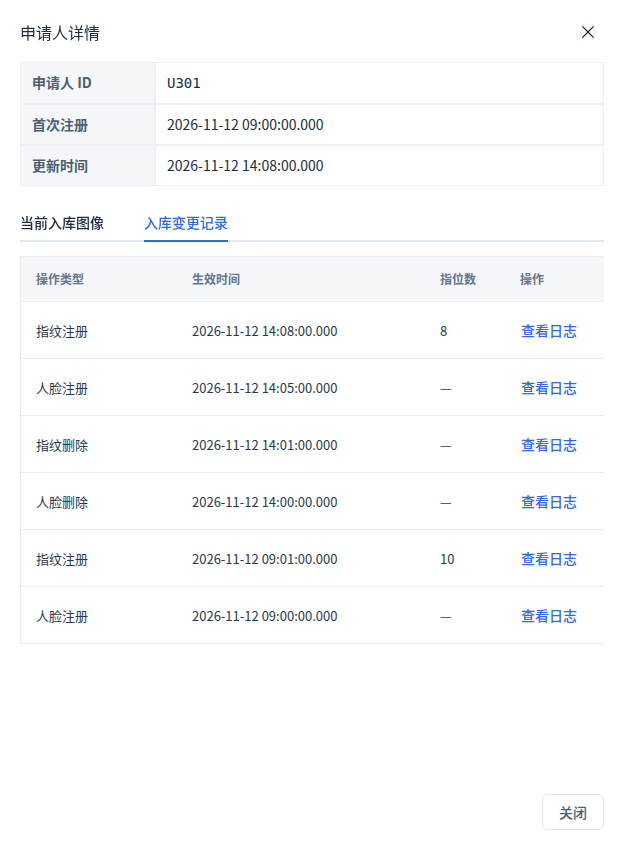 申请人详情
申请人 ID U301
首次注册 2026-11-12 09:00:00.000
更新时间 2026-11-12 14:08:00.000
当前入库图像 入库变更记录
操作类型 生效时间 指位数 操作
指纹注册 2026-11-12 14:08:00.000 8 查看日志
人脸注册 2026-11-12 14:05:00.000 — 查看日志
指纹删除 2026-11-12 14:01:00.000 — 查看日志
人脸删除 2026-11-12 14:00:00.000 — 查看日志
指纹注册 2026-11-12 09:01:00.000 10 查看日志
人脸注册 2026-11-12 09:00:00.000 — 查看日志
关闭